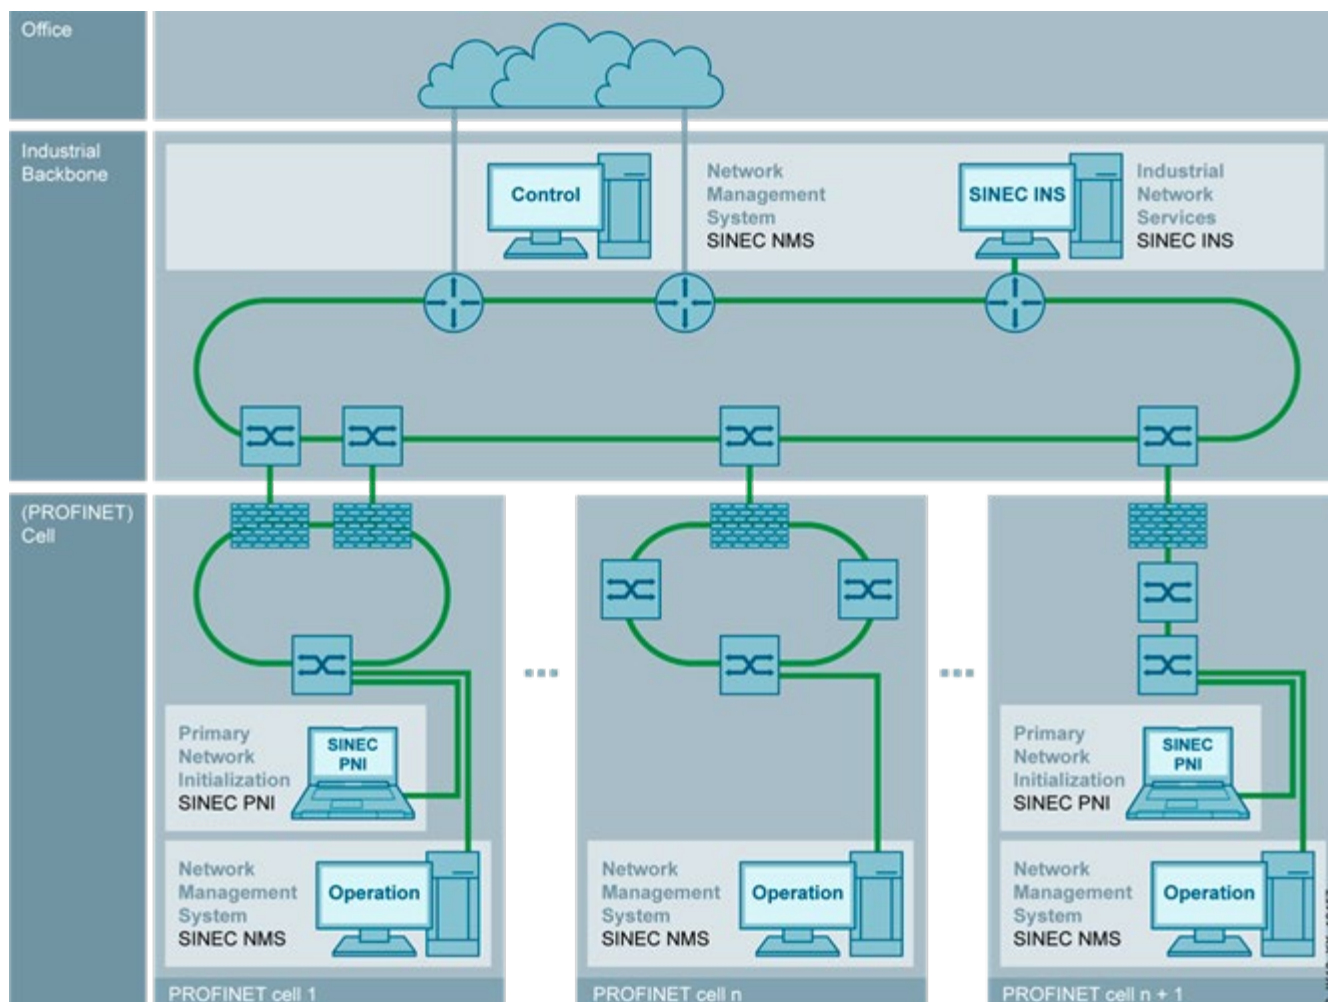 Office
Industrial
Backbone
Control
Network
Management
System
SINEC NMS
SINEC INS
Industrial
Network
Services
SINEC INS
(PROFINET)
Cell
Primary
Network
Initialization
SINEC PNI
SINEC
PNI
Network
Management
System
SINEC NMS
Operation
PROFINET cell 1
Network
Management
System
SINEC NMS
Operation
PROFINET cell n
Primary
Network
Initialization
SINEC PNI
SINEC
PNI
Network
Management
System
SINEC NMS
Operation
PROFINET cell n + 1